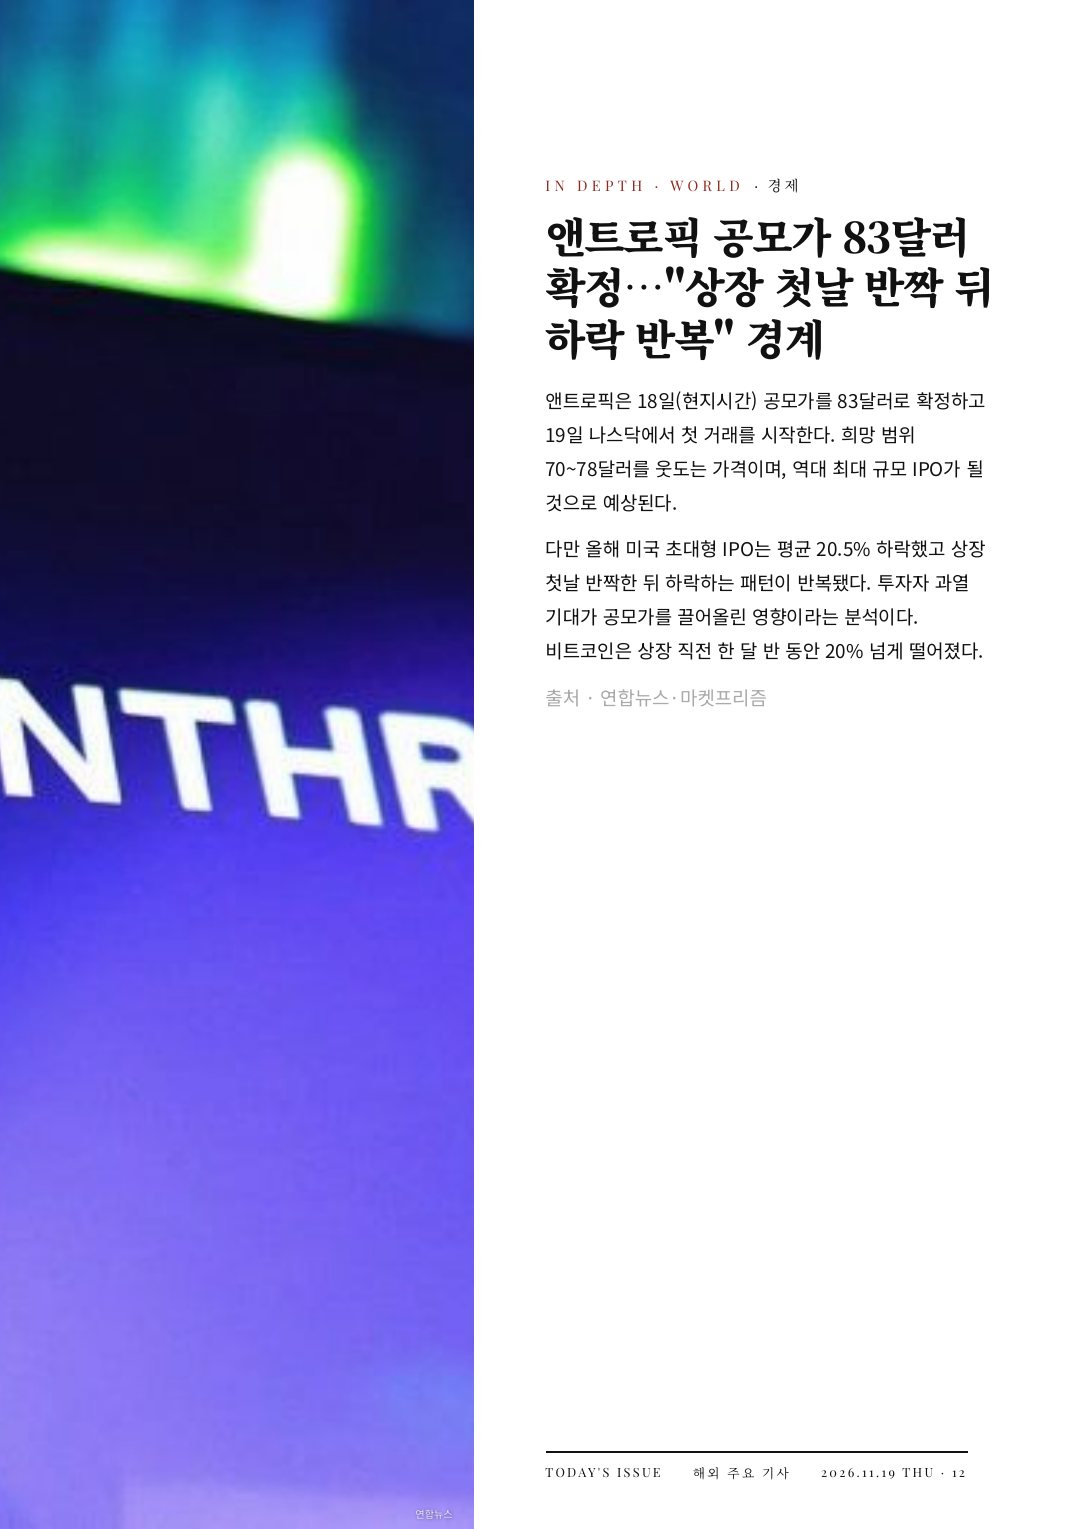 IN DEPTH · WORLD · 경제
앤트로픽 공모가 83달러
확정…"상장 첫날 반짝 뒤
하락 반복" 경계
앤트로픽은 18일(현지시간) 공모가를 83달러로 확정하고
19일 나스닥에서 첫 거래를 시작한다. 희망 범위
70~78달러를 웃도는 가격이며, 역대 최대 규모 IPO가 될
것으로 예상된다.
다만 올해 미국 초대형 IPO는 평균 20.5% 하락했고 상장
첫날 반짝한 뒤 하락하는 패턴이 반복됐다. 투자자 과열
기대가 공모가를 끌어올린 영향이라는 분석이다.
비트코인은 상장 직전 한 달 반 동안 20% 넘게 떨어졌다.
출처 · 연합뉴스·마켓프리즘
NTHR
연합뉴스
TODAY'S ISSUE 해외 주요 기사 2026.11.19 THU · 12